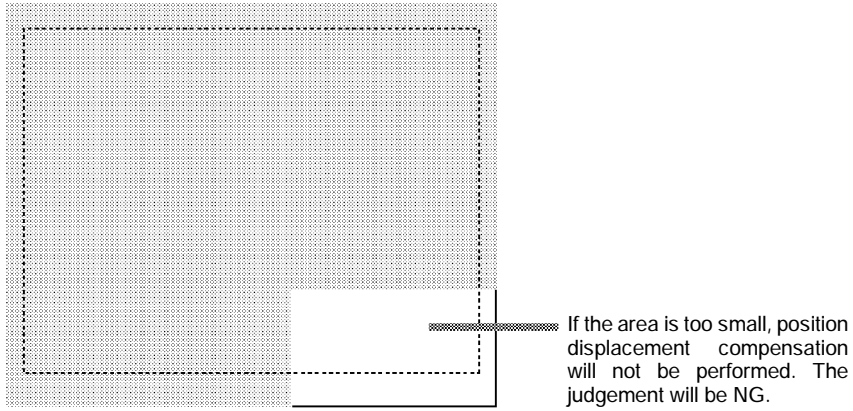 If the area is too small, position
displacement compensation
will not be performed. The
judgement will be NG.